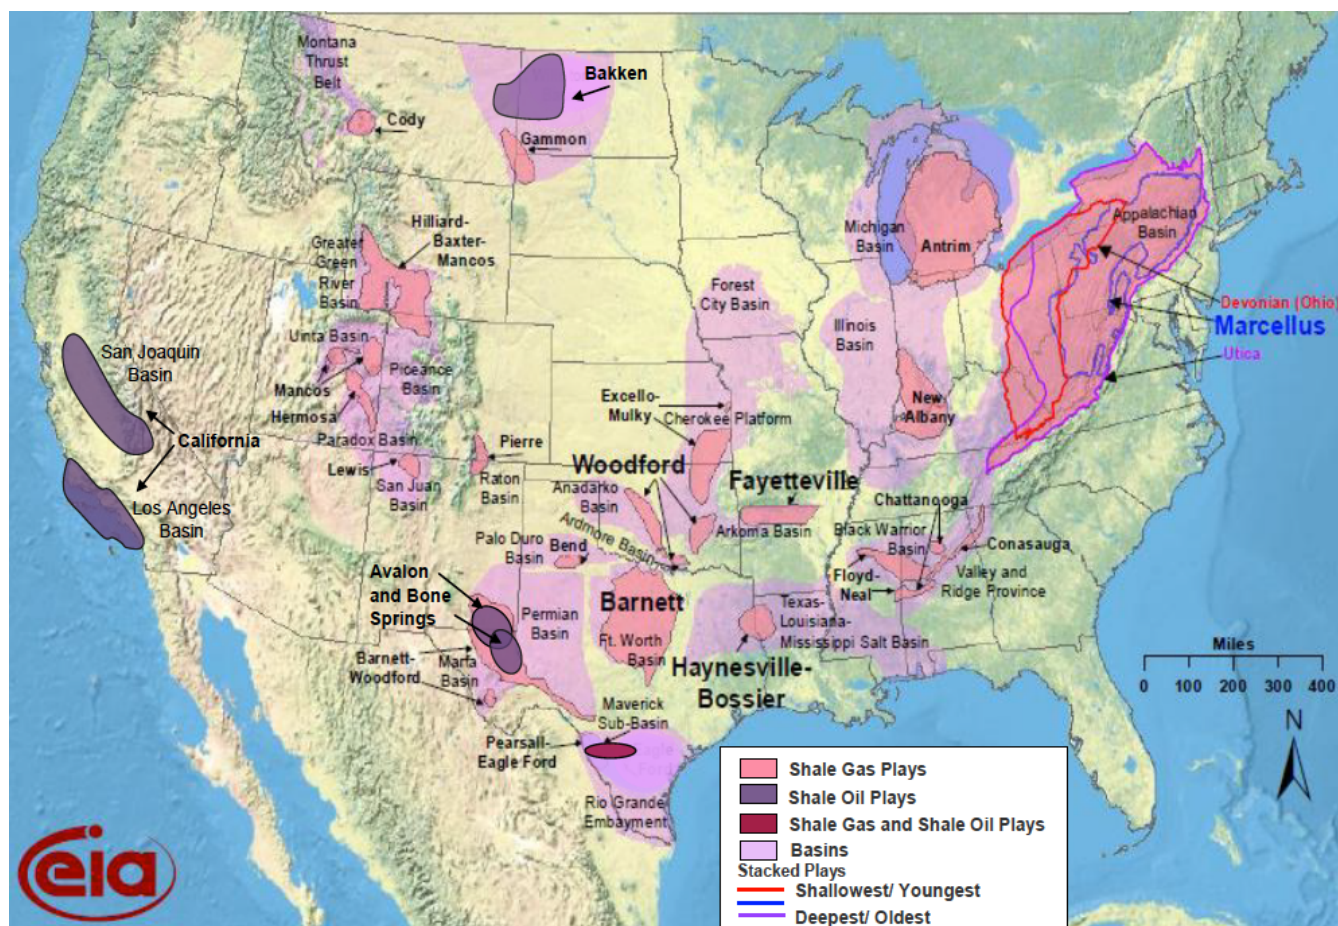 Montana
Thrust
Belt
Cody
Bakken
Gammon
Hilliard-
Baxter-
Mancos
Greater
Green
River
Basin
Michigan
Basin
Antrim
Appalachian
Basin
Devonian (Ohio)
Marcellus
Utica
Forest
City Basin
Illinois
Basin
New
Albany
Uinta Basin
Mancos
Piceance
Basin
Hermosa
Paradox Basin
San Joaquin
Basin
California
Los Angeles
Basin
Lewis
San Juan
Basin
Pierre
Raton
Basin
Excello-
Mulky
Cherokee Platform
Woodford
Anadarko
Basin
Fayetteville
Arkoma Basin
Ardmore Basin
Palo Duro
Basin
Bend
Chattanooga
Black Warrior
Basin
Conasauga
Floyd-
Neal
Valley and
Ridge Province
Avalon
and Bone
Springs
Permian
Basin
Barnett
Ft. Worth
Basin
Texas-
Louisiana-
Mississippi Salt Basin
Haynesville-
Bossier
Barnett-
Woodford
Marfa
Basin
Maverick
Sub-Basin
Pearsall-
Eagle Ford
Eagle
Ford
Rio Grande
Embayment
Miles
0 100 200 300 400
N
Shale Gas Plays
Shale Oil Plays
Shale Gas and Shale Oil Plays
Basins
Stacked Plays
Shallowest/ Youngest
Deepest/ Oldest
eia